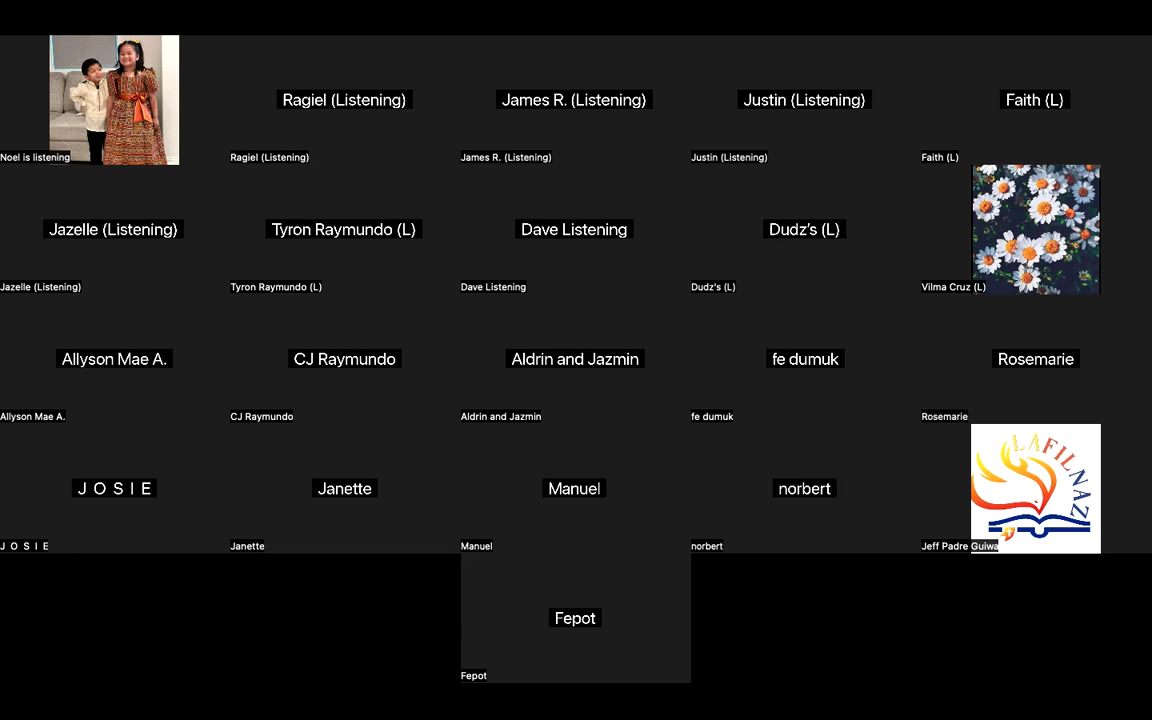 Noel is listening
Ragiel (Listening)
Ragiel (Listening)
James R. (Listening)
James R. (Listening)
Justin (Listening)
Justin (Listening)
Faith (L)
Faith (L)
Jazelle (Listening)
Jazelle (Listening)
Tyron Raymundo (L)
Tyron Raymundo (L)
Dave Listening
Dave Listening
Dudz's (L)
Dudz's (L)
Vilma Cruz (L)
Allyson Mae A.
Allyson Mae A.
CJ Raymundo
CJ Raymundo
Aldrin and Jazmin
Aldrin and Jazmin
fe dumuk
fe dumuk
Rosemarie
Rosemarie
J O S I E
J O S I E
Janette
Janette
Manuel
Manuel
norbert
norbert
LAFILNAZ
Jeff Padre Guiwa
Fepot
Fepot